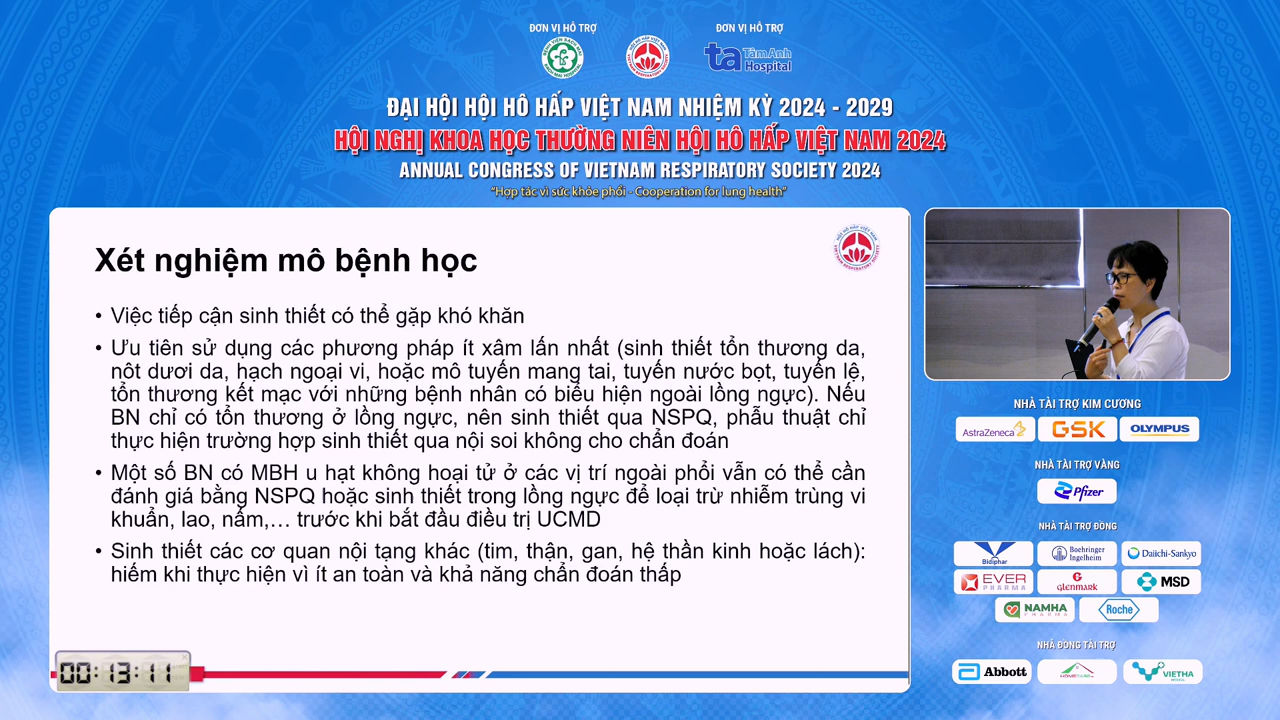 ĐƠN VỊ HỖ TRỢ
ĐƠN VỊ HỖ TRỢ
TâmAnh
Hospital
ĐẠI HỘI HỘI HÔ HẤP VIỆT NAM NHIỆM KỲ 2024 - 2029
HỘI NGHỊ KHOA HỌC THƯỜNG NIÊN HỘI HÔ HẤP VIỆT NAM 2024
ANNUAL CONGRESS OF VIETNAM RESPIRATORY SOCIETY 2024
"Hợp tác vì sức khỏe phổi - Cooperation for lung health"
Xét nghiệm mô bệnh học
• Việc tiếp cận sinh thiết có thể gặp khó khăn
• Ưu tiên sử dụng các phương pháp ít xâm lấn nhất (sinh thiết tổn thương da,
nôt dươi da, hạch ngoại vi, hoặc mô tuyến mang tai, tuyến nước bọt, tuyến lệ,
tổn thương kết mạc với những bệnh nhân có biểu hiện ngoài lồng ngực). Nếu
BN chỉ có tổn thương ở lồng ngực, nên sinh thiết qua NSPQ, phẫu thuật chỉ
thực hiện trường hợp sinh thiết qua nội soi không cho chẩn đoán
• Một số BN có MBH u hạt không hoại tử ở các vị trí ngoài phổi vẫn có thể cần
đánh giá bằng NSPQ hoặc sinh thiết trong lồng ngực để loại trừ nhiễm trùng vi
khuẩn, lao, nấm,… trước khi bắt đầu điều trị UCMD
• Sinh thiết các cơ quan nội tạng khác (tim, thận, gan, hệ thần kinh hoặc lách):
hiếm khi thực hiện vì ít an toàn và khả năng chẩn đoán thấp
00:13:11
NHÀ TÀI TRỢ KIM CƯƠNG
AstraZeneca GSK OLYMPUS
NHÀ TÀI TRỢ VÀNG
Pfizer
NHÀ TÀI TRỢ ĐỒNG
Bidiphar Boehringer Ingelheim Daiichi-Sankyo
EVER PHARMA GLENMARK MSD
NAMHA PHARMA Roche
NHÀ ĐỒNG TÀI TRỢ
Abbott VIETHA